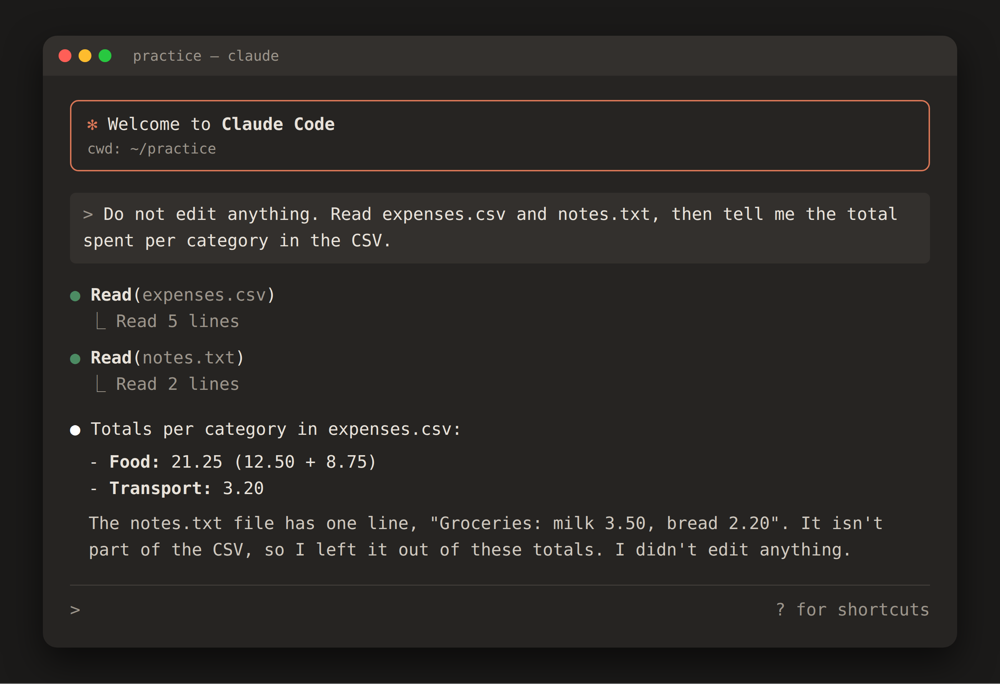 practice — claude
✻ Welcome to Claude Code
cwd: ~/practice
> Do not edit anything. Read expenses.csv and notes.txt, then tell me the total
spent per category in the CSV.
● Read(expenses.csv)
⎿ Read 5 lines
● Read(notes.txt)
⎿ Read 2 lines
● Totals per category in expenses.csv:
- Food: 21.25 (12.50 + 8.75)
- Transport: 3.20
The notes.txt file has one line, "Groceries: milk 3.50, bread 2.20". It isn't
part of the CSV, so I left it out of these totals. I didn't edit anything.
> ? for shortcuts